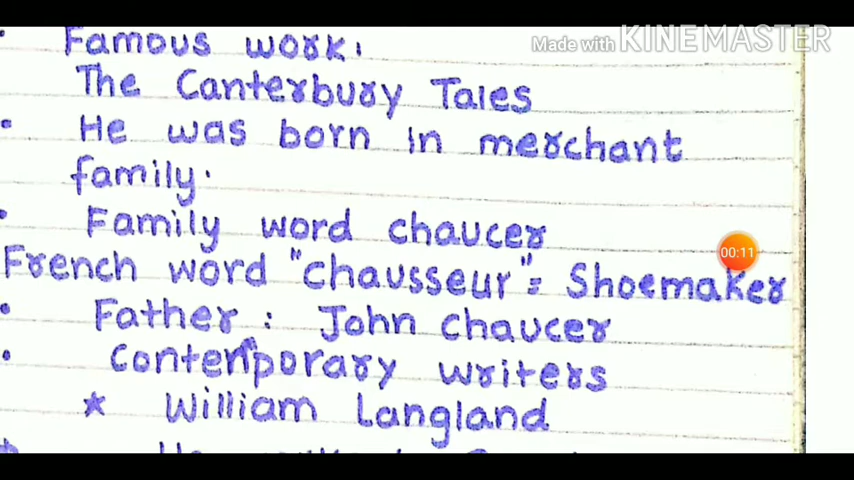 Made with KINEMASTER
• Famous work.
The Canterbury Tales
• He was born in merchant
family.
• Family word chaucer
French word "chausseur" = Shoemaker
00:11
• Father : John Chaucer
• Contemporary writers
★ William Langland